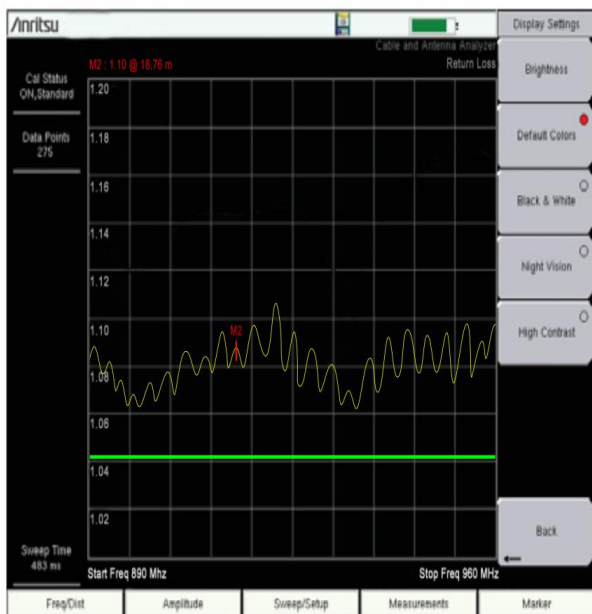 Anritsu
Display Settings
Cable and Antenna Analyzer
M2 : 1.10 @ 18.76 m
Return Loss
Cal Status
ON,Standard
Data Points
275
1.20
1.18
1.16
1.14
1.12
1.10
1.08
1.06
1.04
1.02
M2
Brightness
Default Colors
Black & White
Night Vision
High Contrast
Back
Sweep Time
483 ms
Start Freq 890 Mhz
Stop Freq 960 MHz
Freq/Dist
Amplitude
Sweep/Setup
Measurements
Marker